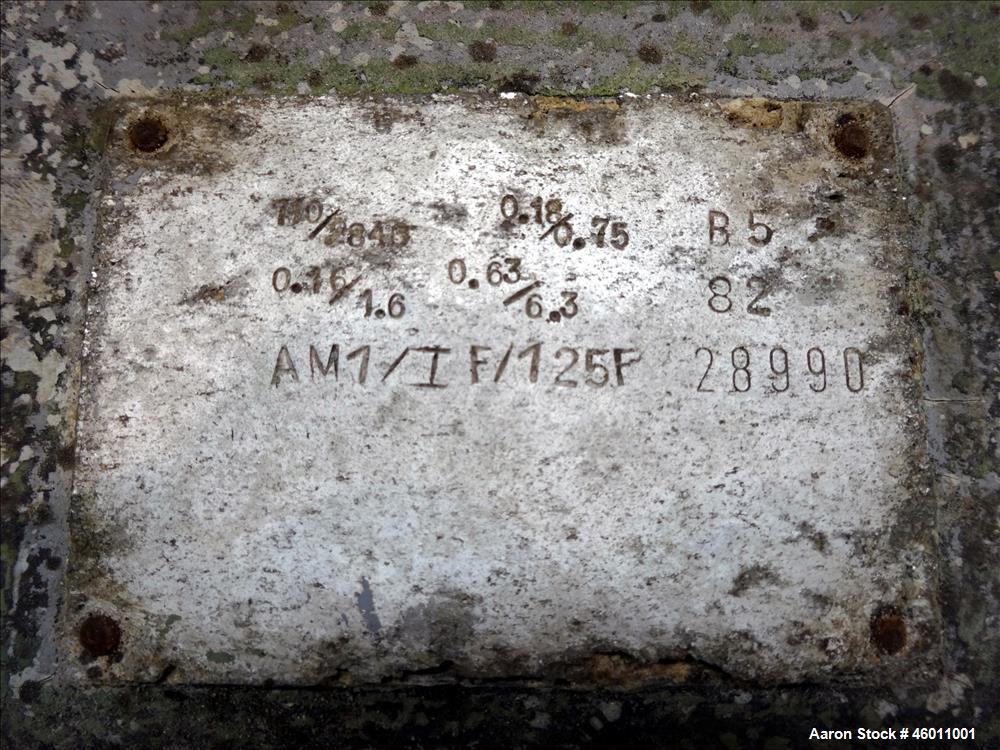 710/2840 0.18/0.75 B5
0.16/1.6 0.63/6.3 82
AM1/I F/125F 28990
Aaron Stock # 46011001